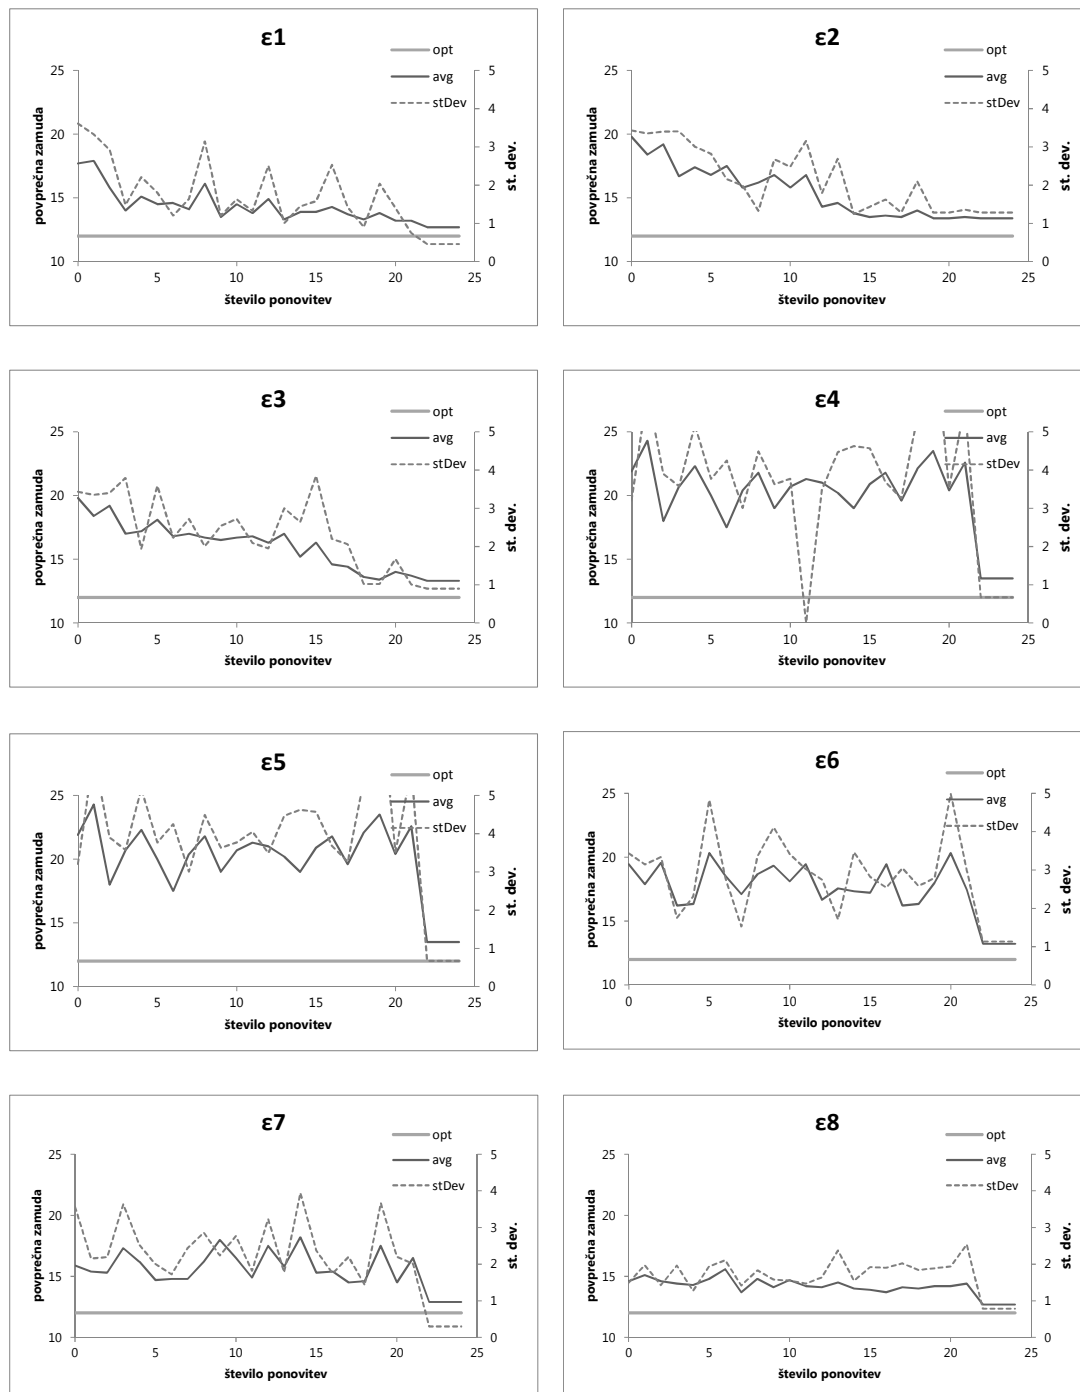 ε1
opt
avg
stDev
25
20
15
10
5
4
3
2
1
0
0 5 10 15 20 25
povprečna zamuda
st. dev.
število ponovitev
ε2
opt
avg
stDev
25
20
15
10
5
4
3
2
1
0
0 5 10 15 20 25
povprečna zamuda
st. dev.
število ponovitev
ε3
opt
avg
stDev
25
20
15
10
5
4
3
2
1
0
0 5 10 15 20 25
povprečna zamuda
st. dev.
število ponovitev
ε4
opt
avg
stDev
25
20
15
10
5
4
3
2
1
0
0 5 10 15 20 25
povprečna zamuda
st. dev.
število ponovitev
ε5
opt
avg
stDev
25
20
15
10
5
4
3
2
1
0
0 5 10 15 20 25
povprečna zamuda
st. dev.
število ponovitev
ε6
opt
avg
stDev
25
20
15
10
5
4
3
2
1
0
0 5 10 15 20 25
povprečna zamuda
st. dev.
število ponovitev
ε7
opt
avg
stDev
25
20
15
10
5
4
3
2
1
0
0 5 10 15 20 25
povprečna zamuda
st. dev.
število ponovitev
ε8
opt
avg
stDev
25
20
15
10
5
4
3
2
1
0
0 5 10 15 20 25
povprečna zamuda
st. dev.
število ponovitev